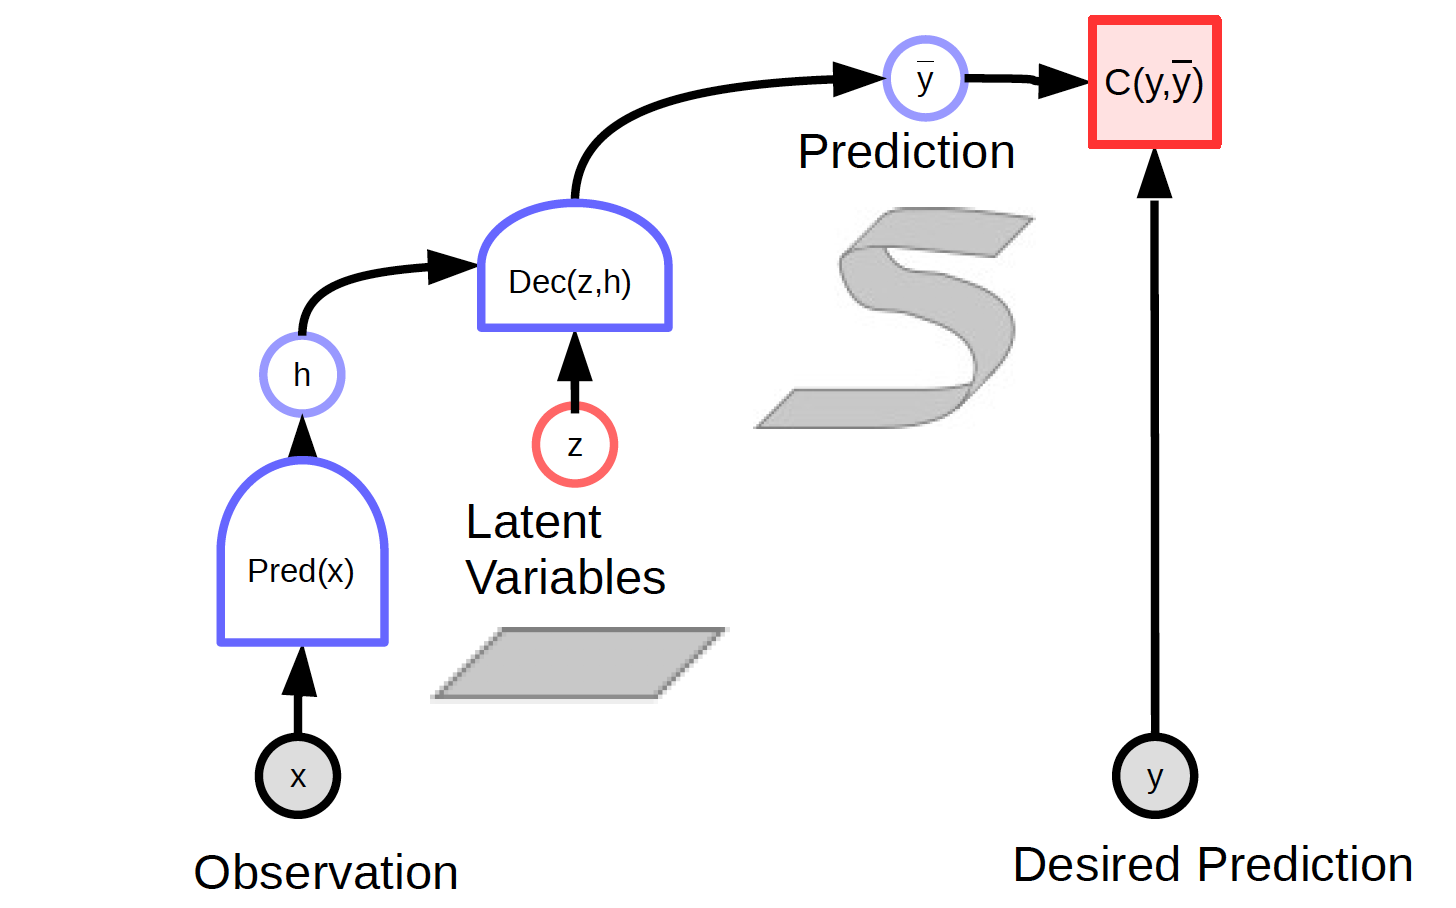 y̅
C(y,y̅)
Prediction
Dec(z,h)
h
z
Latent
Variables
Pred(x)
x
y
Observation
Desired Prediction